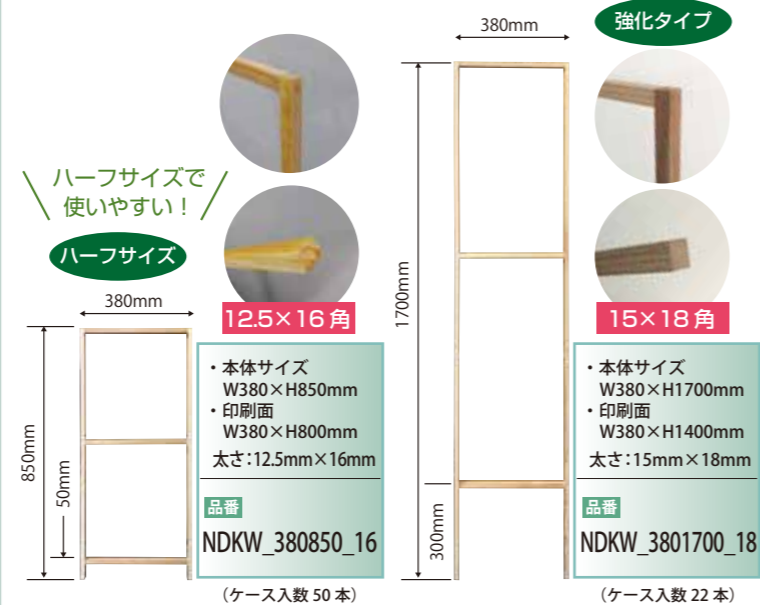 ハーフサイズで
使いやすい！
ハーフサイズ
380mm
850mm
50mm
12.5×16角
・本体サイズ
W380×H850mm
・印刷面
W380×H800mm
太さ：12.5mm×16mm
品番
NDKW_380850_16
（ケース入数 50 本）
強化タイプ
380mm
1700mm
300mm
15×18角
・本体サイズ
W380×H1700mm
・印刷面
W380×H1400mm
太さ：15mm×18mm
品番
NDKW_3801700_18
（ケース入数 22 本）